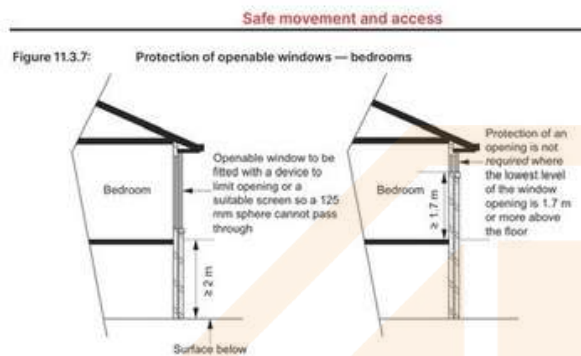 Safe movement and access
Figure 11.3.7: Protection of openable windows — bedrooms
Bedroom
Openable window to be
fitted with a device to
limit opening or a
suitable screen so a 125
mm sphere cannot pass
through
≥ 2 m
Surface below
Bedroom
≥ 1.7 m
Protection of an
opening is not
required where
the lowest level
of the window
opening is 1.7 m
or more above
the floor